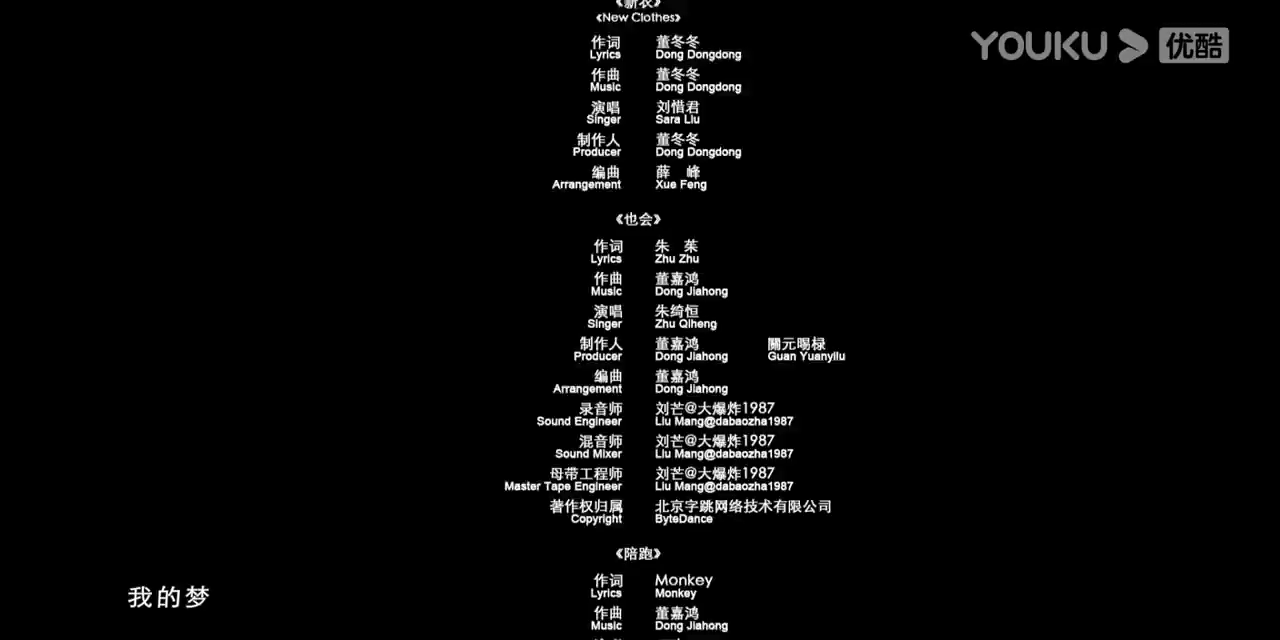 《新衣》
《New Clothes》
YOUKU 优酷
作词 董冬冬
Lyrics Dong Dongdong
作曲 董冬冬
Music Dong Dongdong
演唱 刘惜君
Singer Sara Liu
制作人 董冬冬
Producer Dong Dongdong
编曲 薛 峰
Arrangement Xue Feng
《也会》
作词 朱 茱
Lyrics Zhu Zhu
作曲 董嘉鸿
Music Dong Jiahong
演唱 朱绮恒
Singer Zhu Qiheng
制作人 董嘉鸿 關元暘椂
Producer Dong Jiahong Guan Yuanyilu
编曲 董嘉鸿
Arrangement Dong Jiahong
录音师 刘芒@大爆炸1987
Sound Engineer Liu Mang@dabaozha1987
混音师 刘芒@大爆炸1987
Sound Mixer Liu Mang@dabaozha1987
母带工程师 刘芒@大爆炸1987
Master Tape Engineer Liu Mang@dabaozha1987
著作权归属 北京字跳网络技术有限公司
Copyright ByteDance
《陪跑》
作词 Monkey
Lyrics Monkey
作曲 董嘉鸿
Music Dong Jiahong
我的梦